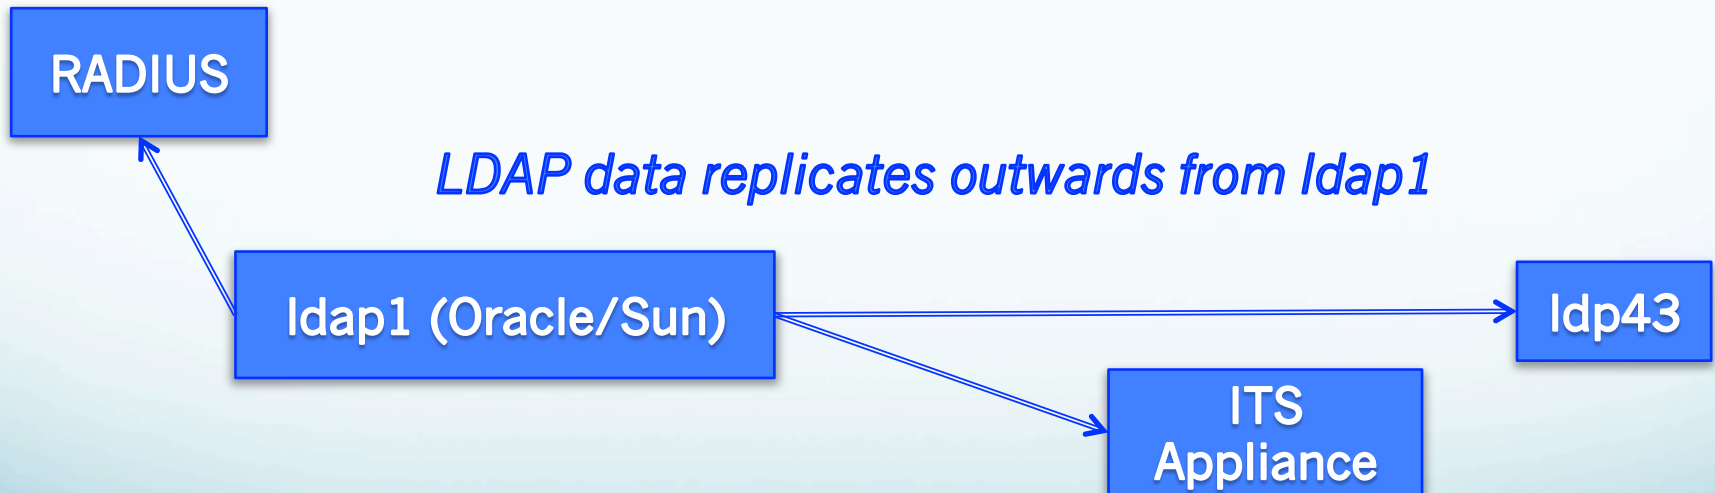 RADIUS
LDAP data replicates outwards from ldap1
ldap1 (Oracle/Sun)
ldp43
ITS
Appliance